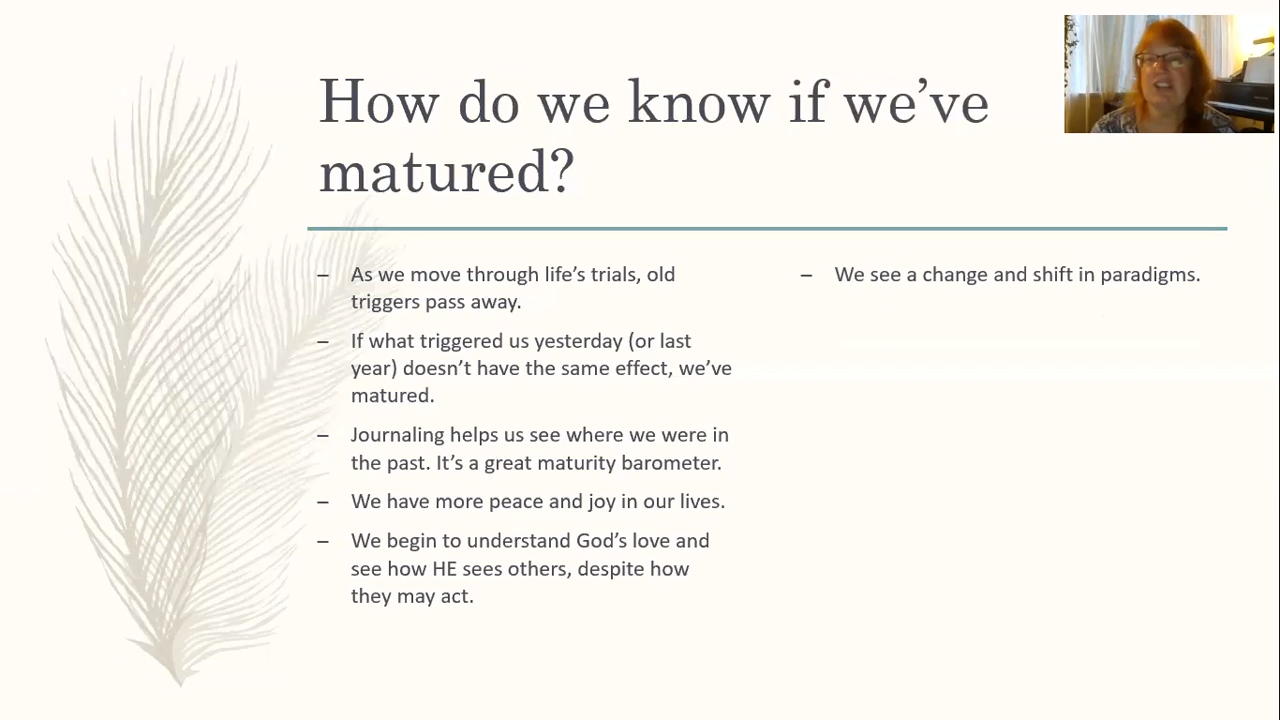 How do we know if we’ve
matured?
– As we move through life’s trials, old
triggers pass away.
– If what triggered us yesterday (or last
year) doesn’t have the same effect, we’ve
matured.
– Journaling helps us see where we were in
the past. It’s a great maturity barometer.
– We have more peace and joy in our lives.
– We begin to understand God’s love and
see how HE sees others, despite how
they may act.
– We see a change and shift in paradigms.